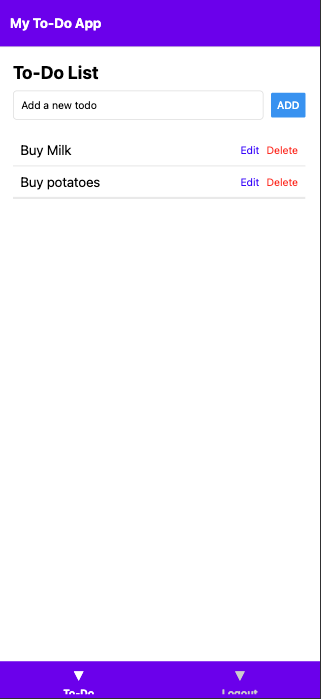 My To-Do App
To-Do List
Add a new todo
ADD
Buy Milk Edit Delete
Buy potatoes Edit Delete
To-Do Logout